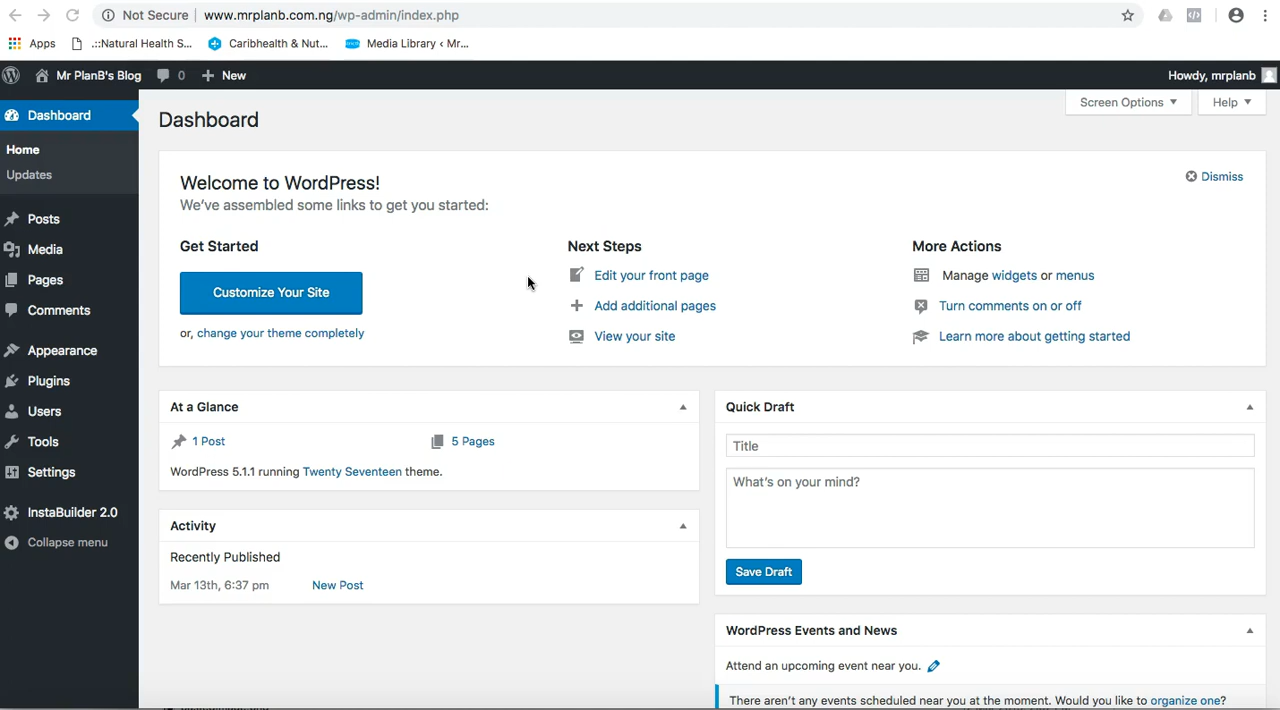 Not Secure www.mrplanb.com.ng/wp-admin/index.php
Apps .::Natural Health S... Caribhealth & Nut... Media Library ‹ Mr...
Mr PlanB's Blog 0 New Howdy, mrplanb
Dashboard
Home
Updates
Posts
Media
Pages
Comments
Appearance
Plugins
Users
Tools
Settings
InstaBuilder 2.0
Collapse menu
Screen Options Help
Dashboard
Welcome to WordPress!
Dismiss
We've assembled some links to get you started:
Get Started
Customize Your Site
or, change your theme completely
Next Steps
Edit your front page
Add additional pages
View your site
More Actions
Manage widgets or menus
Turn comments on or off
Learn more about getting started
At a Glance
1 Post 5 Pages
WordPress 5.1.1 running Twenty Seventeen theme.
Activity
Recently Published
Mar 13th, 6:37 pm New Post
Quick Draft
Title
What's on your mind?
Save Draft
WordPress Events and News
Attend an upcoming event near you.
There aren't any events scheduled near you at the moment. Would you like to organize one?